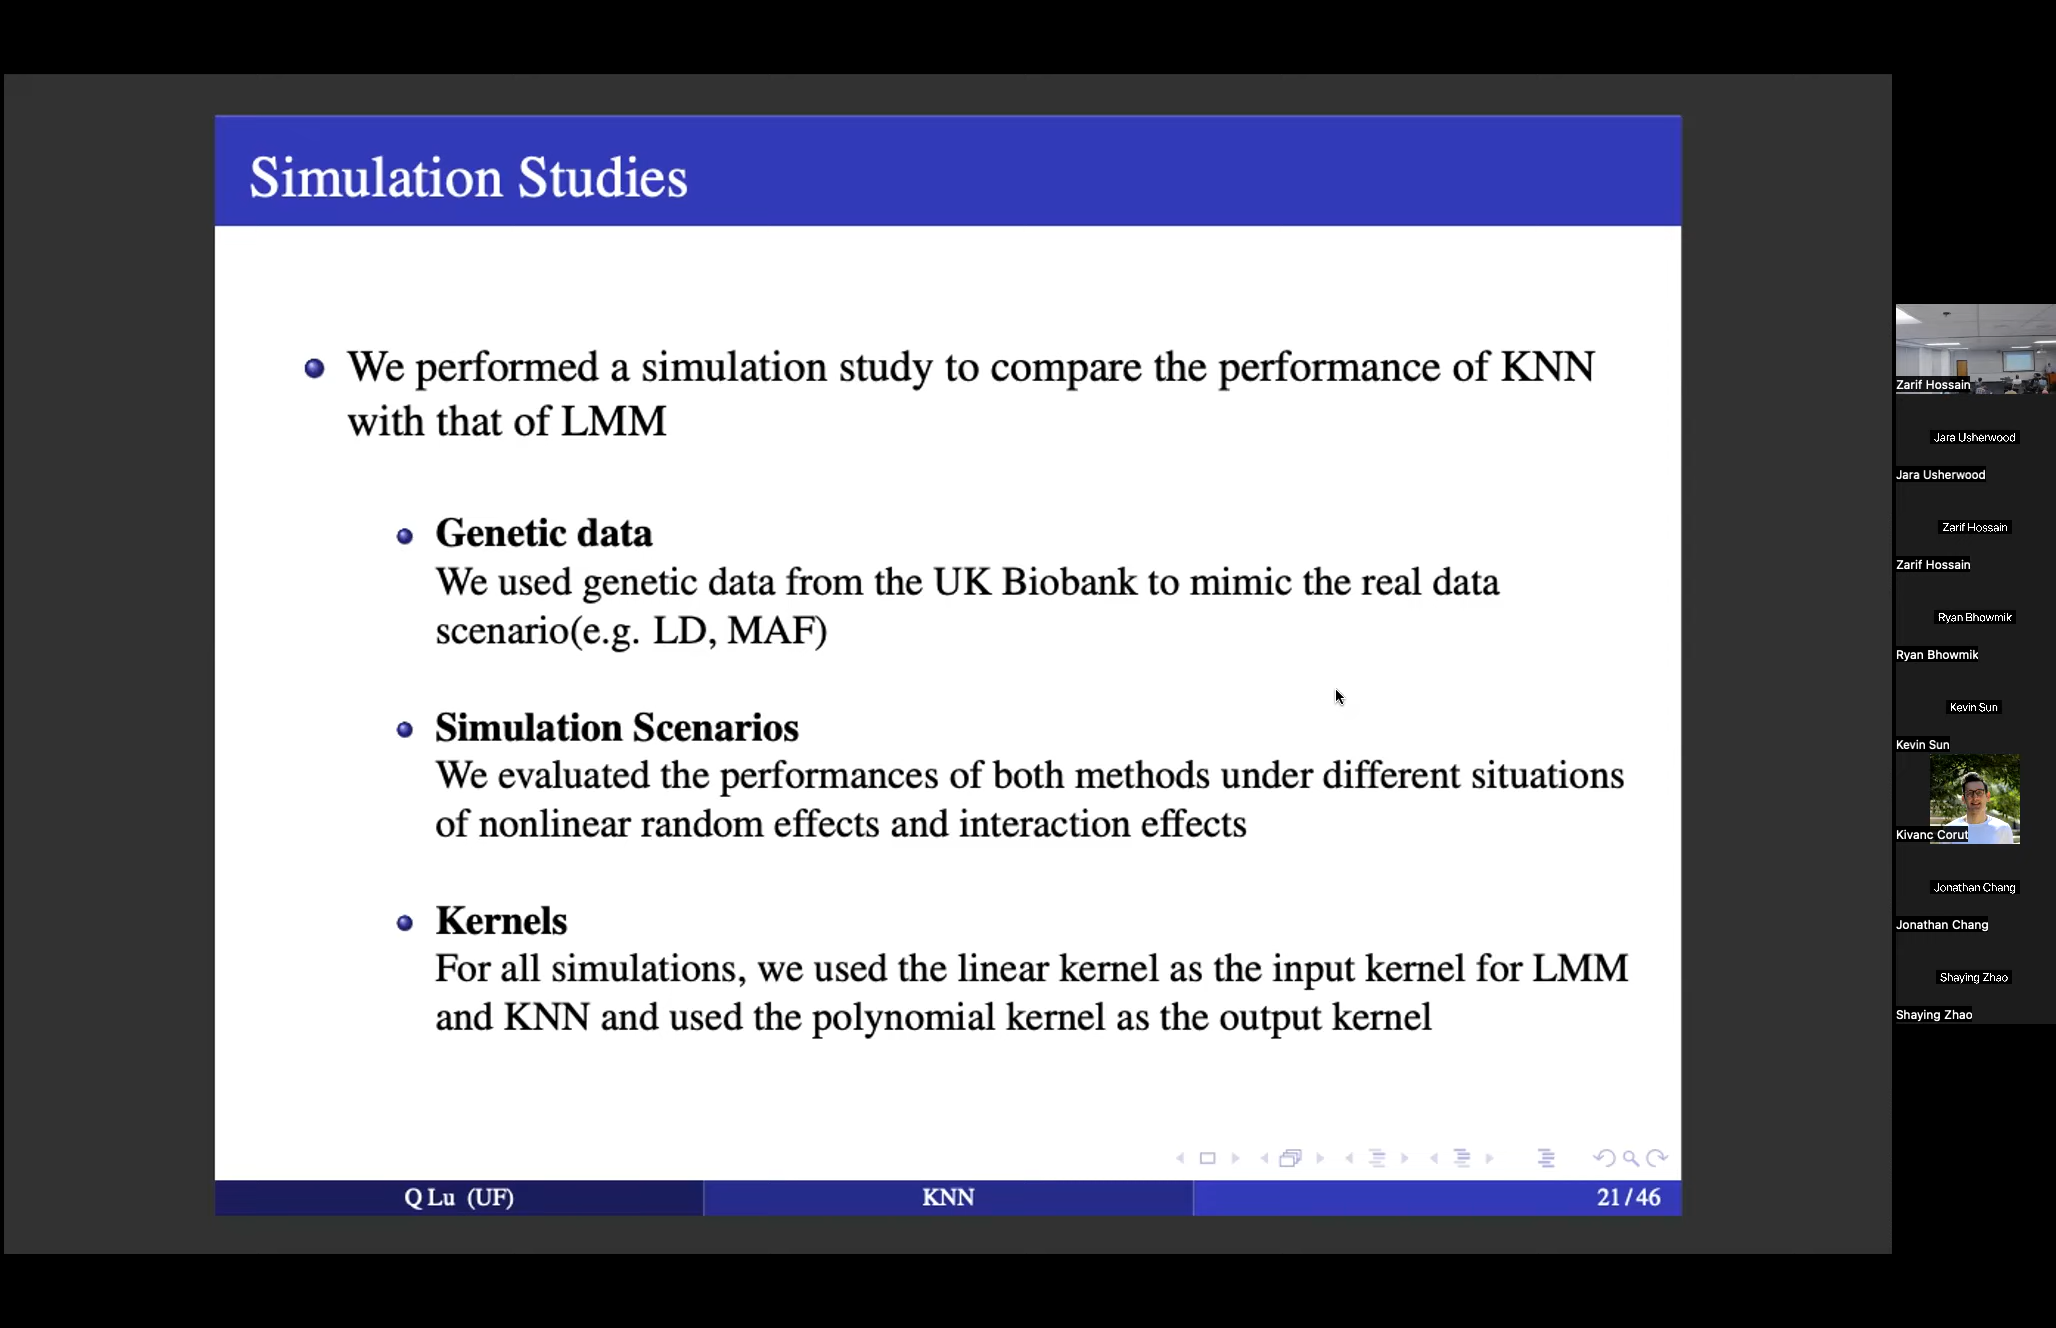 Simulation Studies
We performed a simulation study to compare the performance of KNN
with that of LMM
Genetic data
We used genetic data from the UK Biobank to mimic the real data
scenario(e.g. LD, MAF)
Simulation Scenarios
We evaluated the performances of both methods under different situations
of nonlinear random effects and interaction effects
Kernels
For all simulations, we used the linear kernel as the input kernel for LMM
and KNN and used the polynomial kernel as the output kernel
Q Lu (UF)
KNN
21/46
Zarif Hossain
Jara Usherwood
Jara Usherwood
Zarif Hossain
Zarif Hossain
Ryan Bhowmik
Ryan Bhowmik
Kevin Sun
Kevin Sun
Kivanc Corut
Jonathan Chang
Jonathan Chang
Shaying Zhao
Shaying Zhao